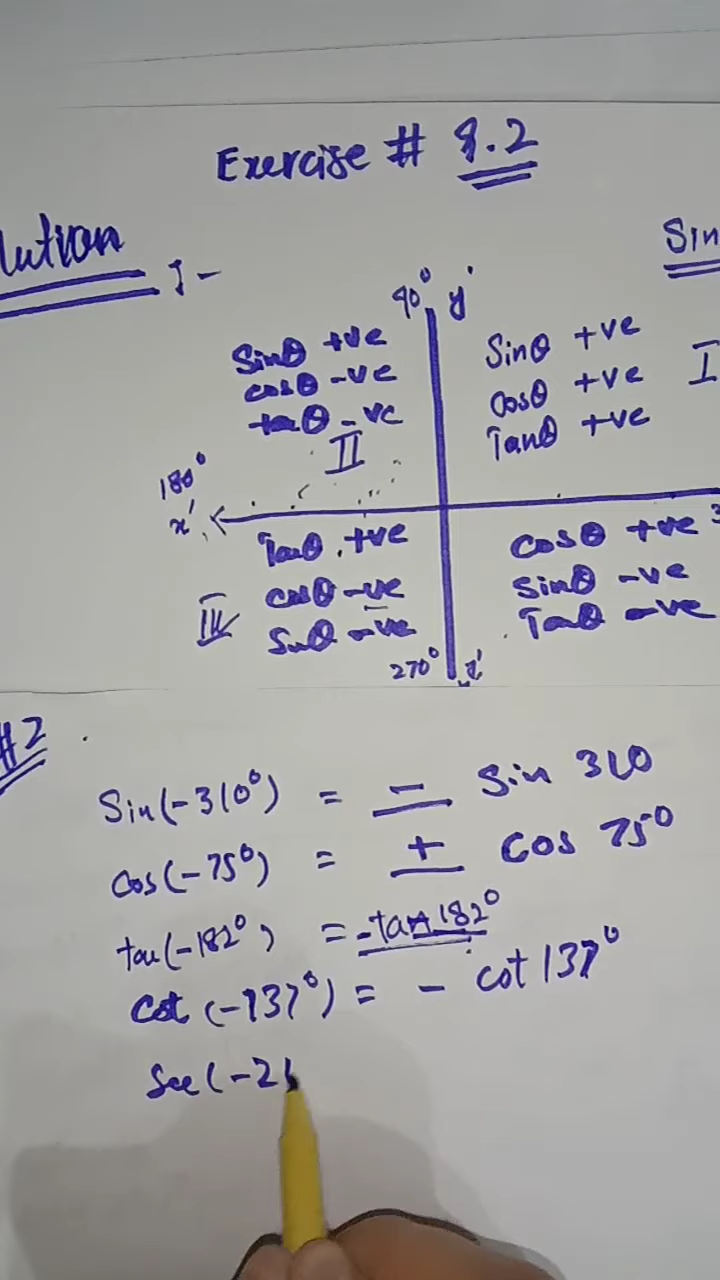 Exercise # 9.2
lution :-
Sin
90° y
Sinθ +ve
cosθ -ve
tanθ -ve
II
Sinθ +ve
Cosθ +ve
Tanθ +ve
I
180°
x'
Tanθ +ve
cosθ -ve
Sinθ -ve
III
cosθ +ve
Sinθ -ve
Tanθ -ve
270°
#2
Sin(-310°) = - Sin 310
Cos(-75°) = + Cos 75°
tan(-182°) = -tan 182°
Cot (-137°) = - cot 137°
Sec (-21